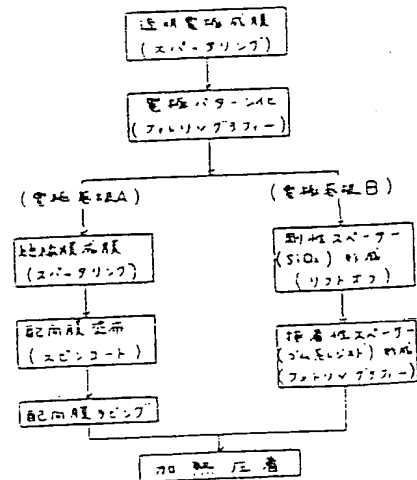 透明電極成膜
(スパータリング)
電極パターン化
(フォトリソグラフィー)
(電極基板A)
(電極基板B)
絶縁膜成膜
(スパータリング)
剛性スペーサー
(SiO₂) 形成
(リフトオフ)
配向膜塗布
(スピンコート)
接着性スペーサー
(ゴム系レジスト) 形成
(フォトリソグラフィー)
配向膜ラビング
加熱圧着